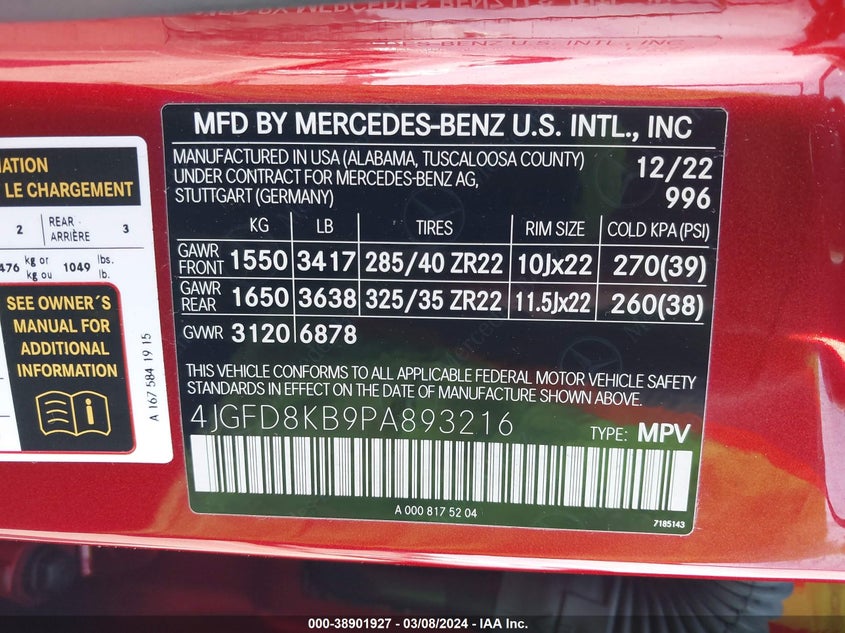 MFD BY MERCEDES-BENZ U.S. INTL., INC
MANUFACTURED IN USA (ALABAMA, TUSCALOOSA COUNTY) 12/22
UNDER CONTRACT FOR MERCEDES-BENZ AG,
STUTTGART (GERMANY) 996
KG LB TIRES RIM SIZE COLD KPA(PSI)
GAWR FRONT 1550 3417 285/40 ZR22 10Jx22 270(39)
GAWR REAR 1650 3638 325/35 ZR22 11.5Jx22 260(38)
GVWR 3120 6878
THIS VEHICLE CONFORMS TO ALL APPLICABLE FEDERAL MOTOR VEHICLE SAFETY
STANDARDS IN EFFECT ON THE DATE OF MANUFACTURE SHOWN ABOVE.
4JGFD8KB9PA893216 TYPE: MPV
A 000 817 52 04
7185143
LE CHARGEMENT
2 REAR ARRIÈRE 3
476 kg or kg ou 1049 lbs. lb.
SEE OWNER'S
MANUAL FOR
ADDITIONAL
INFORMATION
A 167 584 19 15
000-38901927 - 03/08/2024 - IAA Inc.